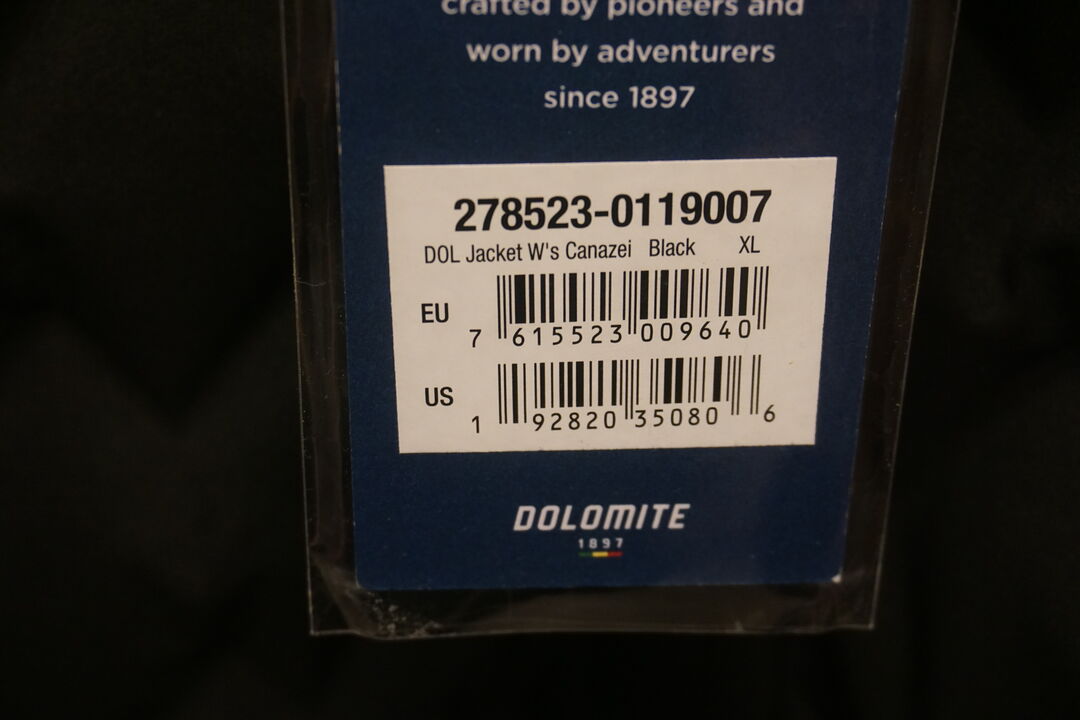 crafted by pioneers and
worn by adventurers
since 1897
278523-0119007
DOL Jacket W's Canazei Black XL
EU 7 615523 009640
US 1 92820 35080 6
DOLOMITE
1897